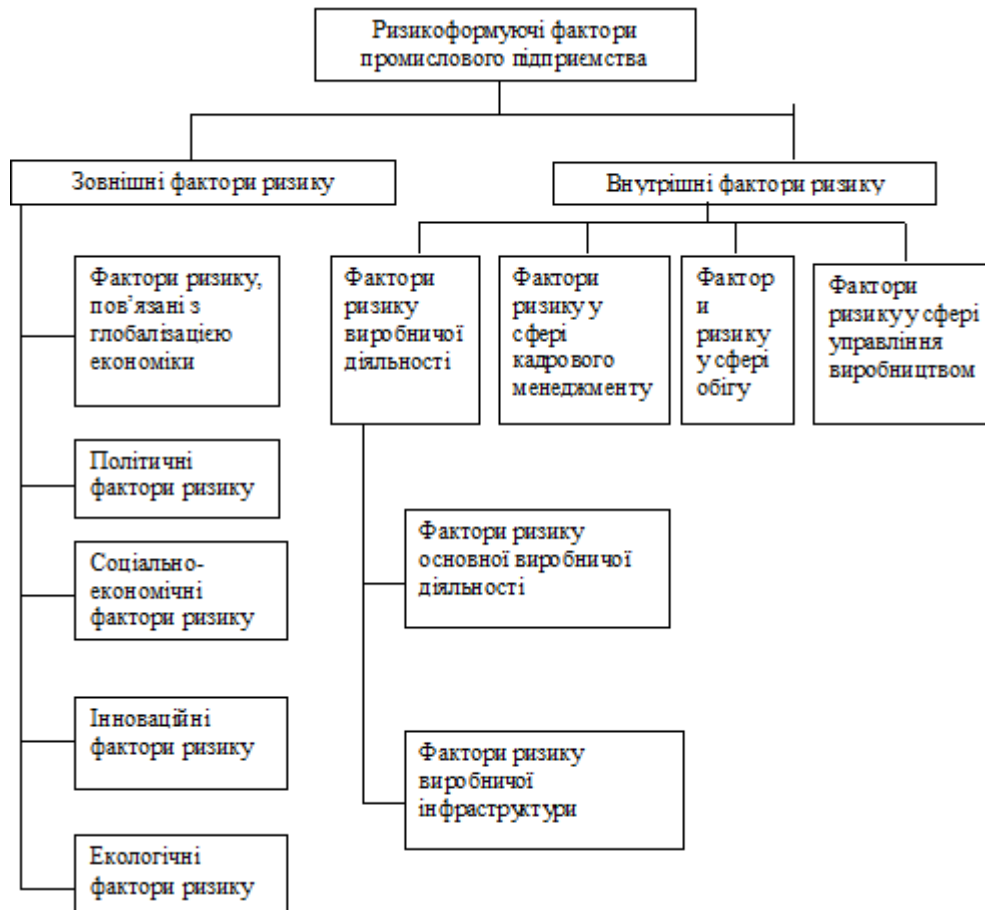 Ризикоформуючі фактори
промислового підприємства
Зовнішні фактори ризику
Внутрішні фактори ризику
Фактори ризику,
пов’язані з
глобалізацією
економіки
Політичні
фактори ризику
Соціально-
економічні
фактори ризику
Інноваційні
фактори ризику
Екологічні
фактори ризику
Фактори
ризику
виробничої
діяльності
Фактори
ризику у
сфері
кадрового
менеджменту
Фактор
и
ризику
у сфері
обігу
Фактори
ризику у сфері
управління
виробництвом
Фактори ризику
основної виробничої
діяльності
Фактори ризику
виробничої
інфраструктури